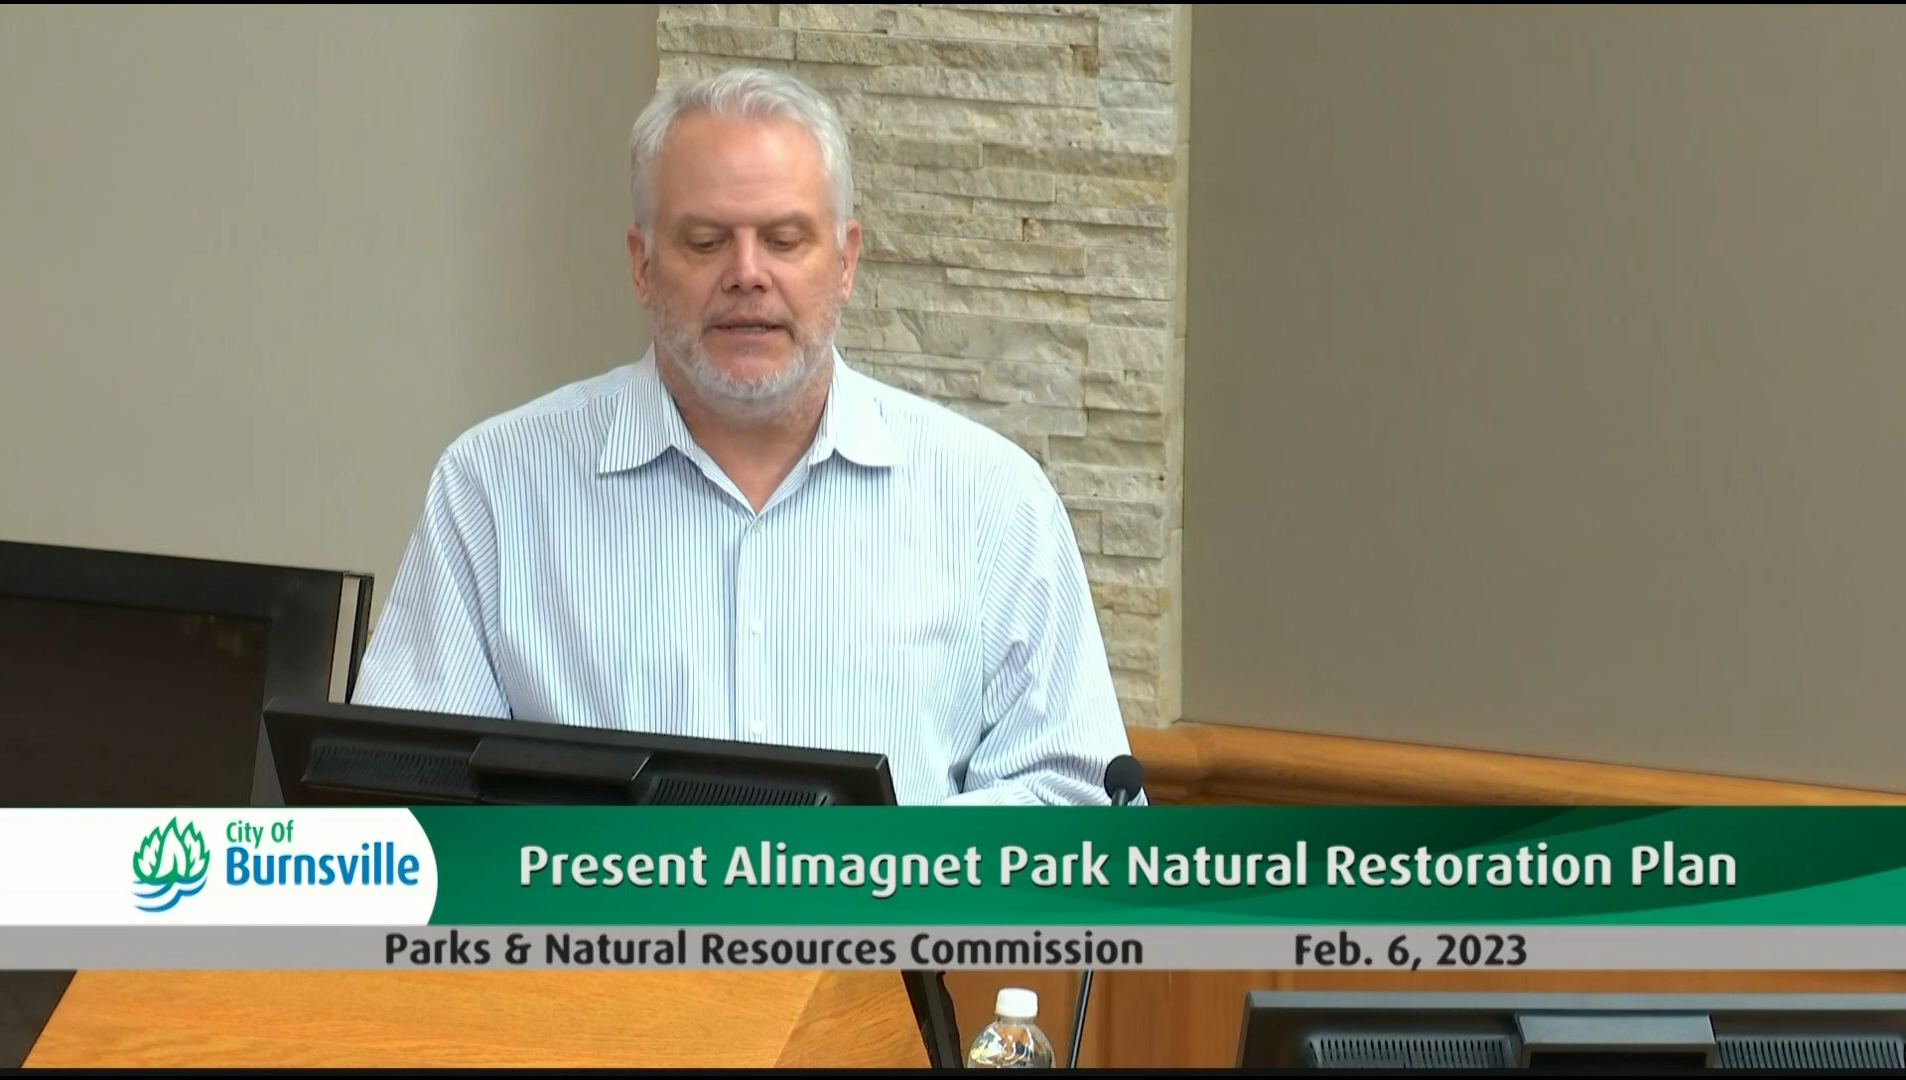 City Of
Burnsville
Present Alimagnet Park Natural Restoration Plan
Parks & Natural Resources Commission Feb. 6, 2023